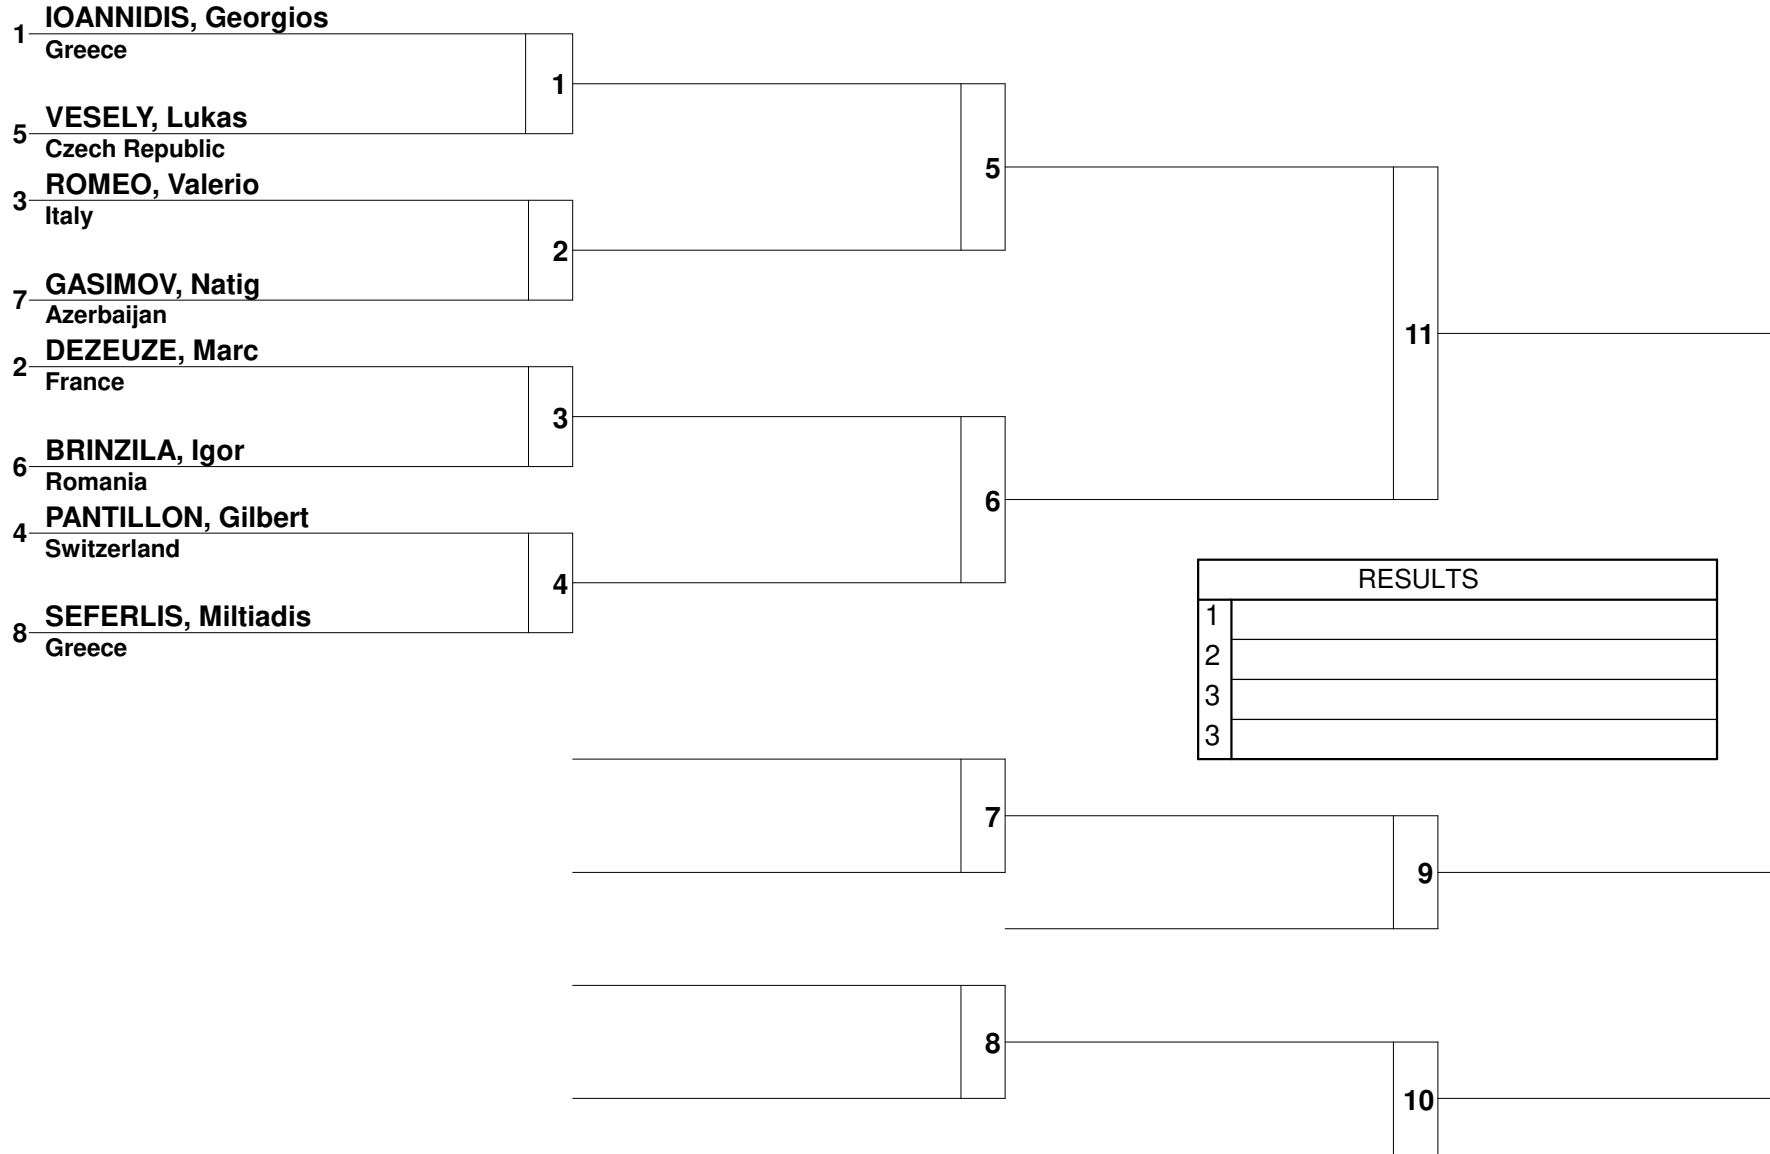 IOANNIDIS, Georgios
1
Greece
1
VESELY, Lukas
5
Czech Republic
5
ROMEO, Valerio
3
Italy
2
GASIMOV, Natig
7
Azerbaijan
11
DEZEUZE, Marc
2
France
3
BRINZILA, Igor
6
Romania
6
PANTILLON, Gilbert
4
Switzerland
4
RESULTS
SEFERLIS, Miltiadis
8
Greece
1
2
3
3
7
9
8
10